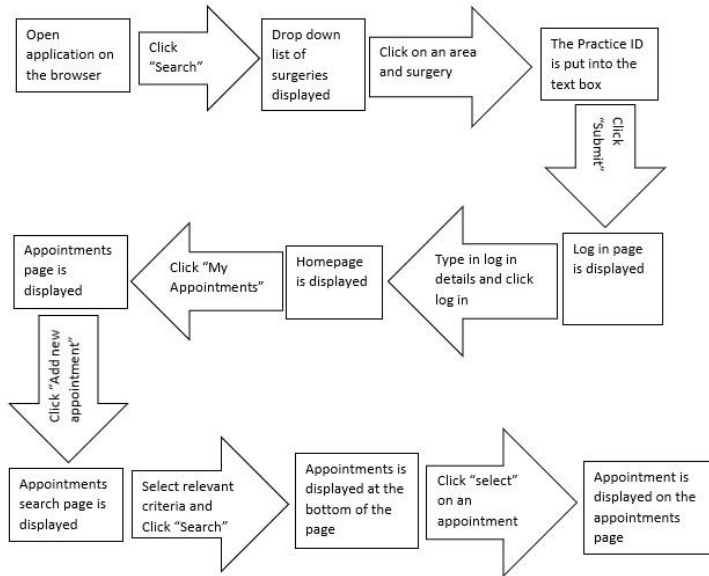 Open
application on
the browser
Click
“Search”
Drop down
list of
surgeries
displayed
Click on an area
and surgery
The Practice ID
is put into the
text box
Click
“Submit”
Log in page
is displayed
Type in log in
details and click
log in
Homepage
is displayed
Click “My
Appointments”
Appointments
page is
displayed
Click “Add new
appointment”
Appointments
search page is
displayed
Select relevant
criteria and
Click “Search”
Appointments is
displayed at the
bottom of the
page
Click “select”
on an
appointment
Appointment is
displayed on the
appointments
page